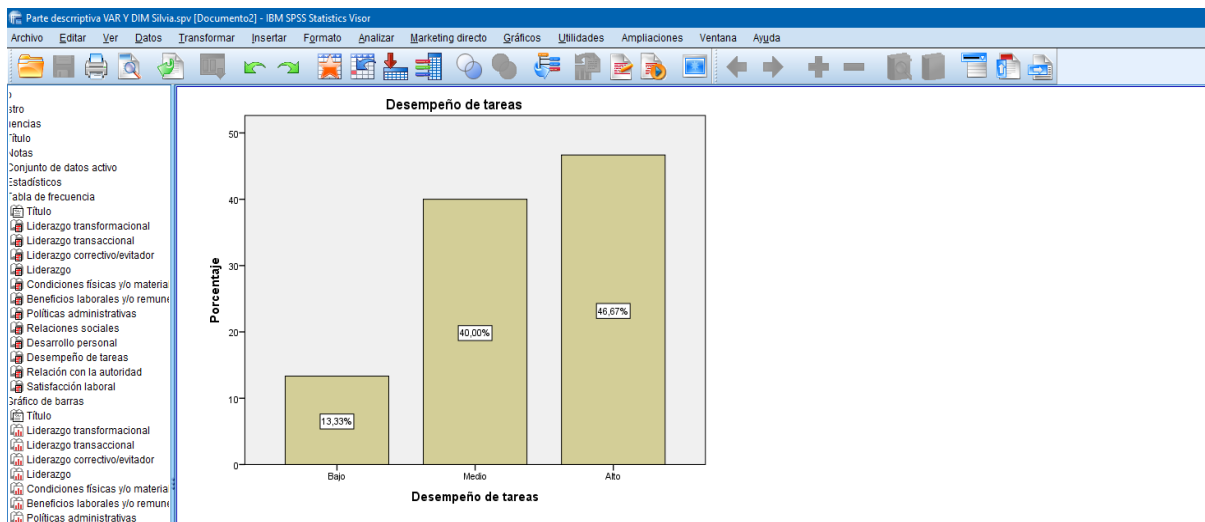 Parte descrriptiva VAR Y DIM Silvia.spv [Documento2] - IBM SPSS Statistics Visor
Archivo Editar Ver Datos Transformar Insertar Formato Analizar Marketing directo Gráficos Utilidades Ampliaciones Ventana Ayuda
stro
iencias
Título
Notas
Conjunto de datos activo
Estadísticos
Tabla de frecuencia
Título
Liderazgo transformacional
Liderazgo transaccional
Liderazgo correctivo/evitador
Liderazgo
Condiciones físicas y/o materia
Beneficios laborales y/o remune
Políticas administrativas
Relaciones sociales
Desarrollo personal
Desempeño de tareas
Relación con la autoridad
Satisfacción laboral
Gráfico de barras
Título
Liderazgo transformacional
Liderazgo transaccional
Liderazgo correctivo/evitador
Liderazgo
Condiciones físicas y/o materia
Beneficios laborales y/o remune
Políticas administrativas
Desempeño de tareas
Porcentaje
50
40
30
20
10
0
13,33%
40,00%
46,67%
Bajo Medio Alto
Desempeño de tareas